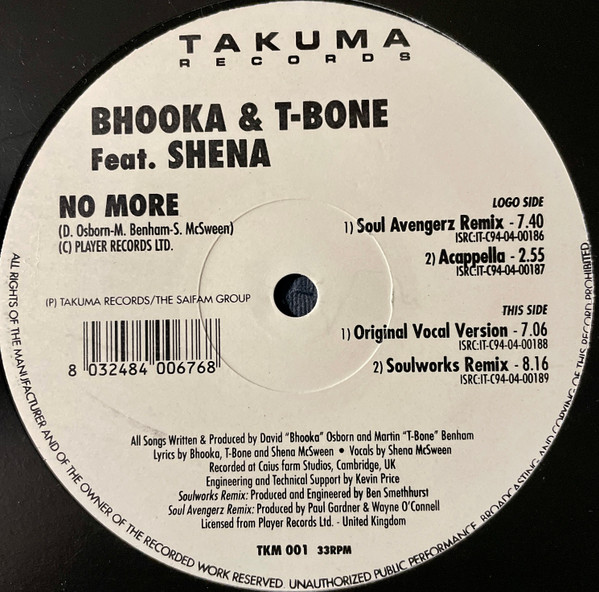 TAKUMA
RECORDS
BHOOKA & T-BONE
Feat. SHENA
NO MORE
(D. Osborn-M. Benham-S. McSween)
(C) PLAYER RECORDS LTD.
LOGO SIDE
1) Soul Avengerz Remix - 7.40
ISRC:IT-C94-04-00186
2) Acappella - 2.55
ISRC:IT-C94-04-00187
(P) TAKUMA RECORDS/THE SAIFAM GROUP
8 032484 006768
THIS SIDE
1) Original Vocal Version - 7.06
ISRC:IT-C94-04-00188
2) Soulworks Remix - 8.16
ISRC:IT-C94-04-00189
All Songs Written & Produced by David "Bhooka" Osborn and Martin "T-Bone" Benham
Lyrics by Bhooka, T-Bone and Shena McSween • Vocals by Shena McSween
Recorded at Caius farm Studios, Cambridge, UK
Engineering and Technical Support by Kevin Price
Soulworks Remix: Produced and Engineered by Ben Smethhurst
Soul Avengerz Remix: Produced by Paul Gardner & Wayne O'Connell
Licensed from Player Records Ltd. - United Kingdom
TKM 001 33RPM
ALL RIGHTS OF THE MANUFACTURER AND OF THE OWNER OF THE RECORDED WORK RESERVED. UNAUTHORIZED PUBLIC PERFORMANCE, BROADCASTING AND COPYING OF THIS RECORD PROHIBITED